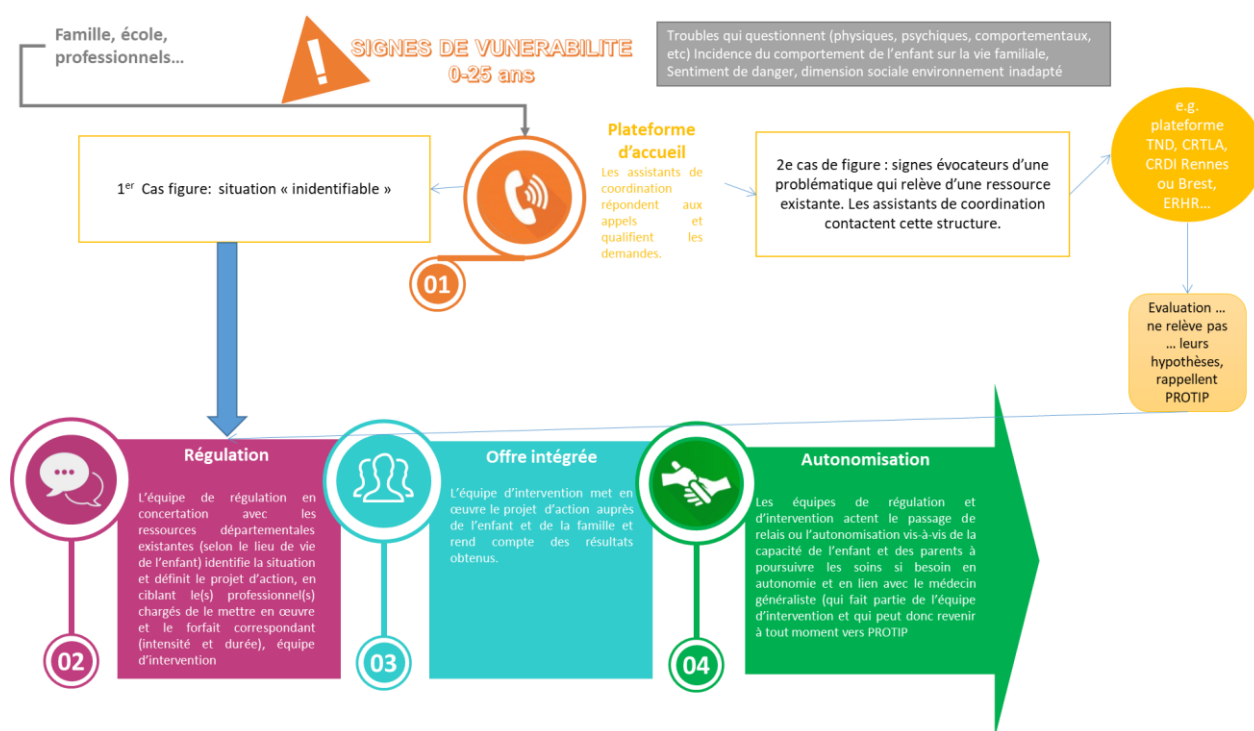 Famille, école,
professionnels…
SIGNES DE VUNERABILITE
0-25 ans
Troubles qui questionnent (physiques, psychiques, comportementaux,
etc) Incidence du comportement de l'enfant sur la vie familiale,
Sentiment de danger, dimension sociale environnement inadapté
1er Cas figure: situation « inidentifiable »
01
Plateforme
d'accueil
Les assistants de
coordination
répondent aux
appels et
qualifient les
demandes.
2e cas de figure : signes évocateurs d'une
problématique qui relève d'une ressource
existante. Les assistants de coordination
contactent cette structure.
e.g.
plateforme
TND, CRTLA,
CRDI Rennes
ou Brest,
ERHR…
Evaluation …
ne relève pas
… leurs
hypothèses,
rappellent
PROTIP
02
Régulation
L'équipe de régulation en
concertation avec les
ressources départementales
existantes (selon le lieu de vie
de l'enfant) identifie la situation
et définit le projet d'action, en
ciblant le(s) professionnel(s)
chargés de le mettre en œuvre
et le forfait correspondant
(intensité et durée), équipe
d'intervention
03
Offre intégrée
L'équipe d'intervention met en
œuvre le projet d'action auprès
de l'enfant et de la famille et
rend compte des résultats
obtenus.
04
Autonomisation
Les équipes de régulation et
d'intervention actent le passage de
relais ou l'autonomisation vis-à-vis de la
capacité de l'enfant et des parents à
poursuivre les soins si besoin en
autonomie et en lien avec le médecin
généraliste (qui fait partie de l'équipe
d'intervention et qui peut donc revenir
à tout moment vers PROTIP